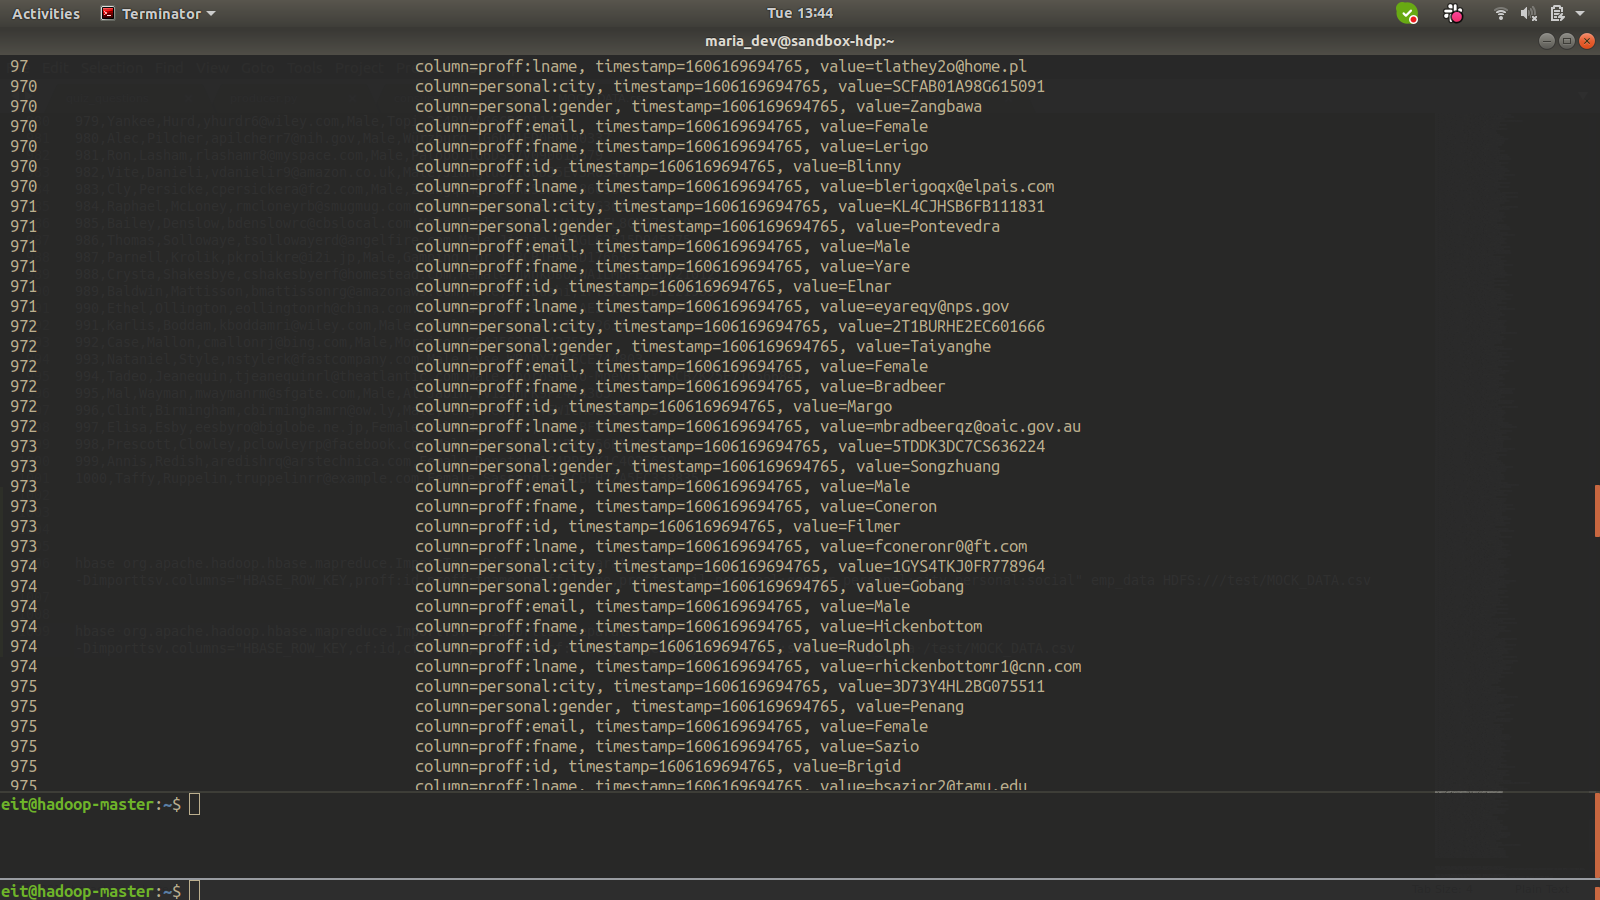 Activities Terminator Tue 13:44
maria_dev@sandbox-hdp:~
97 column=proff:lname, timestamp=1606169694765, value=tlathey2o@home.pl
970 column=personal:city, timestamp=1606169694765, value=SCFAB01A98G615091
970 column=personal:gender, timestamp=1606169694765, value=Zangbawa
970 column=proff:email, timestamp=1606169694765, value=Female
970 column=proff:fname, timestamp=1606169694765, value=Lerigo
970 column=proff:id, timestamp=1606169694765, value=Blinny
970 column=proff:lname, timestamp=1606169694765, value=blerigoqx@elpais.com
971 column=personal:city, timestamp=1606169694765, value=KL4CJHSB6FB111831
971 column=personal:gender, timestamp=1606169694765, value=Pontevedra
971 column=proff:email, timestamp=1606169694765, value=Male
971 column=proff:fname, timestamp=1606169694765, value=Yare
971 column=proff:id, timestamp=1606169694765, value=Elnar
971 column=proff:lname, timestamp=1606169694765, value=eyareqy@nps.gov
972 column=personal:city, timestamp=1606169694765, value=2T1BURHE2EC601666
972 column=personal:gender, timestamp=1606169694765, value=Taiyanghe
972 column=proff:email, timestamp=1606169694765, value=Female
972 column=proff:fname, timestamp=1606169694765, value=Bradbeer
972 column=proff:id, timestamp=1606169694765, value=Margo
972 column=proff:lname, timestamp=1606169694765, value=mbradbeerqz@oaic.gov.au
973 column=personal:city, timestamp=1606169694765, value=5TDDK3DC7CS636224
973 column=personal:gender, timestamp=1606169694765, value=Songzhuang
973 column=proff:email, timestamp=1606169694765, value=Male
973 column=proff:fname, timestamp=1606169694765, value=Coneron
973 column=proff:id, timestamp=1606169694765, value=Filmer
973 column=proff:lname, timestamp=1606169694765, value=fconeronr0@ft.com
974 column=personal:city, timestamp=1606169694765, value=1GYS4TKJ0FR778964
974 column=personal:gender, timestamp=1606169694765, value=Gobang
974 column=proff:email, timestamp=1606169694765, value=Male
974 column=proff:fname, timestamp=1606169694765, value=Hickenbottom
974 column=proff:id, timestamp=1606169694765, value=Rudolph
974 column=proff:lname, timestamp=1606169694765, value=rhickenbottomr1@cnn.com
975 column=personal:city, timestamp=1606169694765, value=3D73Y4HL2BG075511
975 column=personal:gender, timestamp=1606169694765, value=Penang
975 column=proff:email, timestamp=1606169694765, value=Female
975 column=proff:fname, timestamp=1606169694765, value=Sazio
975 column=proff:id, timestamp=1606169694765, value=Brigid
975 column=proff:lname, timestamp=1606169694765, value=bsazior2@tamu.edu
eit@hadoop-master:~$
eit@hadoop-master:~$